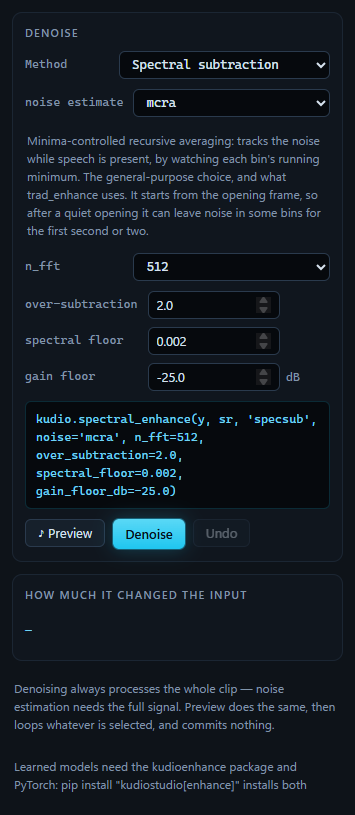 DENOISE
Method
Spectral subtraction
noise estimate
mcra
Minima-controlled recursive averaging: tracks the noise
while speech is present, by watching each bin's running
minimum. The general-purpose choice, and what
trad_enhance uses. It starts from the opening frame, so
after a quiet opening it can leave noise in some bins for
the first second or two.
n_fft
512
over-subtraction
2.0
spectral floor
0.002
gain floor
-25.0
dB
kudio.spectral_enhance(y, sr, 'specsub',
noise='mcra', n_fft=512,
over_subtraction=2.0,
spectral_floor=0.002,
gain_floor_db=-25.0)
♪ Preview
Denoise
Undo
HOW MUCH IT CHANGED THE INPUT
—
Denoising always processes the whole clip — noise
estimation needs the full signal. Preview does the same, then
loops whatever is selected, and commits nothing.
Learned models need the kudioenhance package and
PyTorch: pip install "kudiostudio[enhance]" installs both